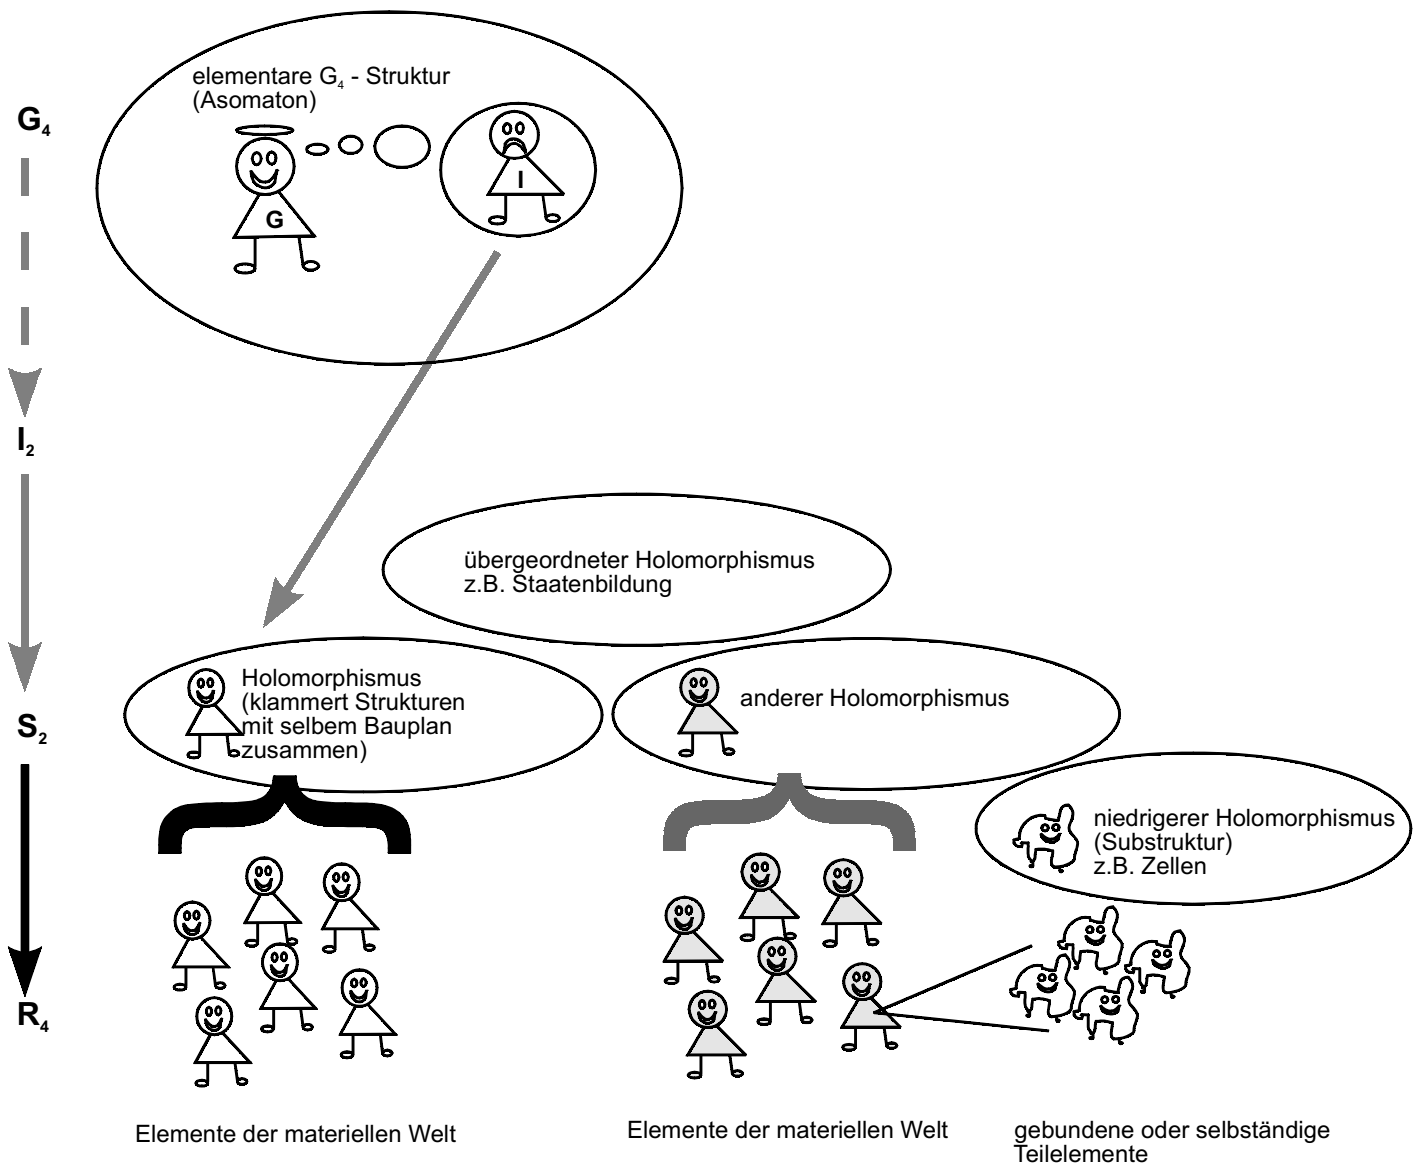 elementare G₄ - Struktur
(Asomaton)
G₄
G
I
I₂
übergeordneter Holomorphismus
z.B. Staatenbildung
Holomorphismus
(klammert Strukturen
mit selbem Bauplan
zusammen)
anderer Holomorphismus
S₂
niedrigerer Holomorphismus
(Substruktur)
z.B. Zellen
R₄
Elemente der materiellen Welt
Elemente der materiellen Welt
gebundene oder selbständige
Teilelemente